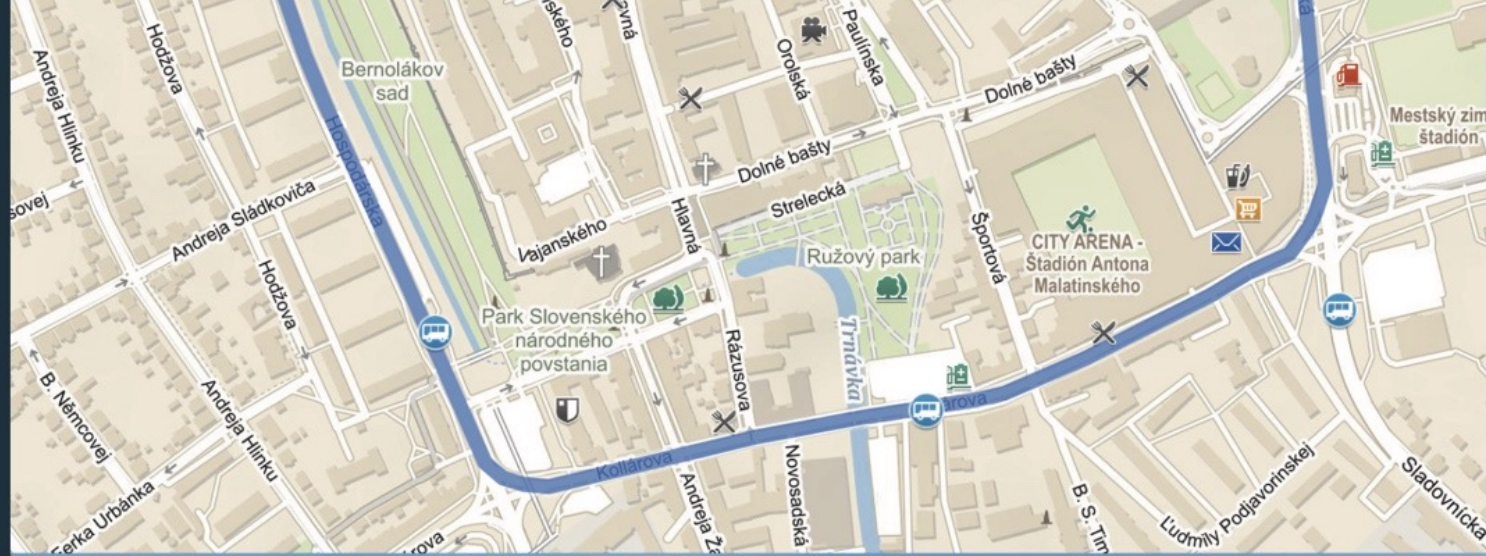 Andreja Hlinku
Hodžova
Bernolákov
sad
Hospodárska
Orolská
Paulínska
Dolné bašty
Mestský zim
štadión
Dolné bašty
Andreja Sládkoviča
Strelecká
Vajanského
Hlavná
Športová
CITY ARENA -
Štadión Antona
Malatinského
Ružový park
Hodžova
Park Slovenského
národného
povstania
Rázusova
Trnávka
B. Němcovej
Andreja Hlinku
Kollárova
Novosadská
Ferka Urbánka
B. S. Tim
Ľudmily Podjavorinskej
Sladovnícka